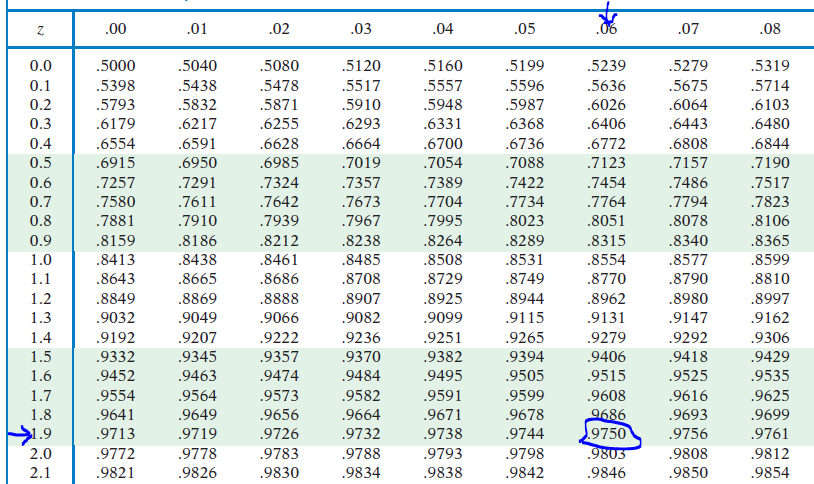 z .00 .01 .02 .03 .04 .05 .06 .07 .08
0.0 .5000 .5040 .5080 .5120 .5160 .5199 .5239 .5279 .5319
0.1 .5398 .5438 .5478 .5517 .5557 .5596 .5636 .5675 .5714
0.2 .5793 .5832 .5871 .5910 .5948 .5987 .6026 .6064 .6103
0.3 .6179 .6217 .6255 .6293 .6331 .6368 .6406 .6443 .6480
0.4 .6554 .6591 .6628 .6664 .6700 .6736 .6772 .6808 .6844
0.5 .6915 .6950 .6985 .7019 .7054 .7088 .7123 .7157 .7190
0.6 .7257 .7291 .7324 .7357 .7389 .7422 .7454 .7486 .7517
0.7 .7580 .7611 .7642 .7673 .7704 .7734 .7764 .7794 .7823
0.8 .7881 .7910 .7939 .7967 .7995 .8023 .8051 .8078 .8106
0.9 .8159 .8186 .8212 .8238 .8264 .8289 .8315 .8340 .8365
1.0 .8413 .8438 .8461 .8485 .8508 .8531 .8554 .8577 .8599
1.1 .8643 .8665 .8686 .8708 .8729 .8749 .8770 .8790 .8810
1.2 .8849 .8869 .8888 .8907 .8925 .8944 .8962 .8980 .8997
1.3 .9032 .9049 .9066 .9082 .9099 .9115 .9131 .9147 .9162
1.4 .9192 .9207 .9222 .9236 .9251 .9265 .9279 .9292 .9306
1.5 .9332 .9345 .9357 .9370 .9382 .9394 .9406 .9418 .9429
1.6 .9452 .9463 .9474 .9484 .9495 .9505 .9515 .9525 .9535
1.7 .9554 .9564 .9573 .9582 .9591 .9599 .9608 .9616 .9625
1.8 .9641 .9649 .9656 .9664 .9671 .9678 .9686 .9693 .9699
1.9 .9713 .9719 .9726 .9732 .9738 .9744 .9750 .9756 .9761
2.0 .9772 .9778 .9783 .9788 .9793 .9798 .9803 .9808 .9812
2.1 .9821 .9826 .9830 .9834 .9838 .9842 .9846 .9850 .9854